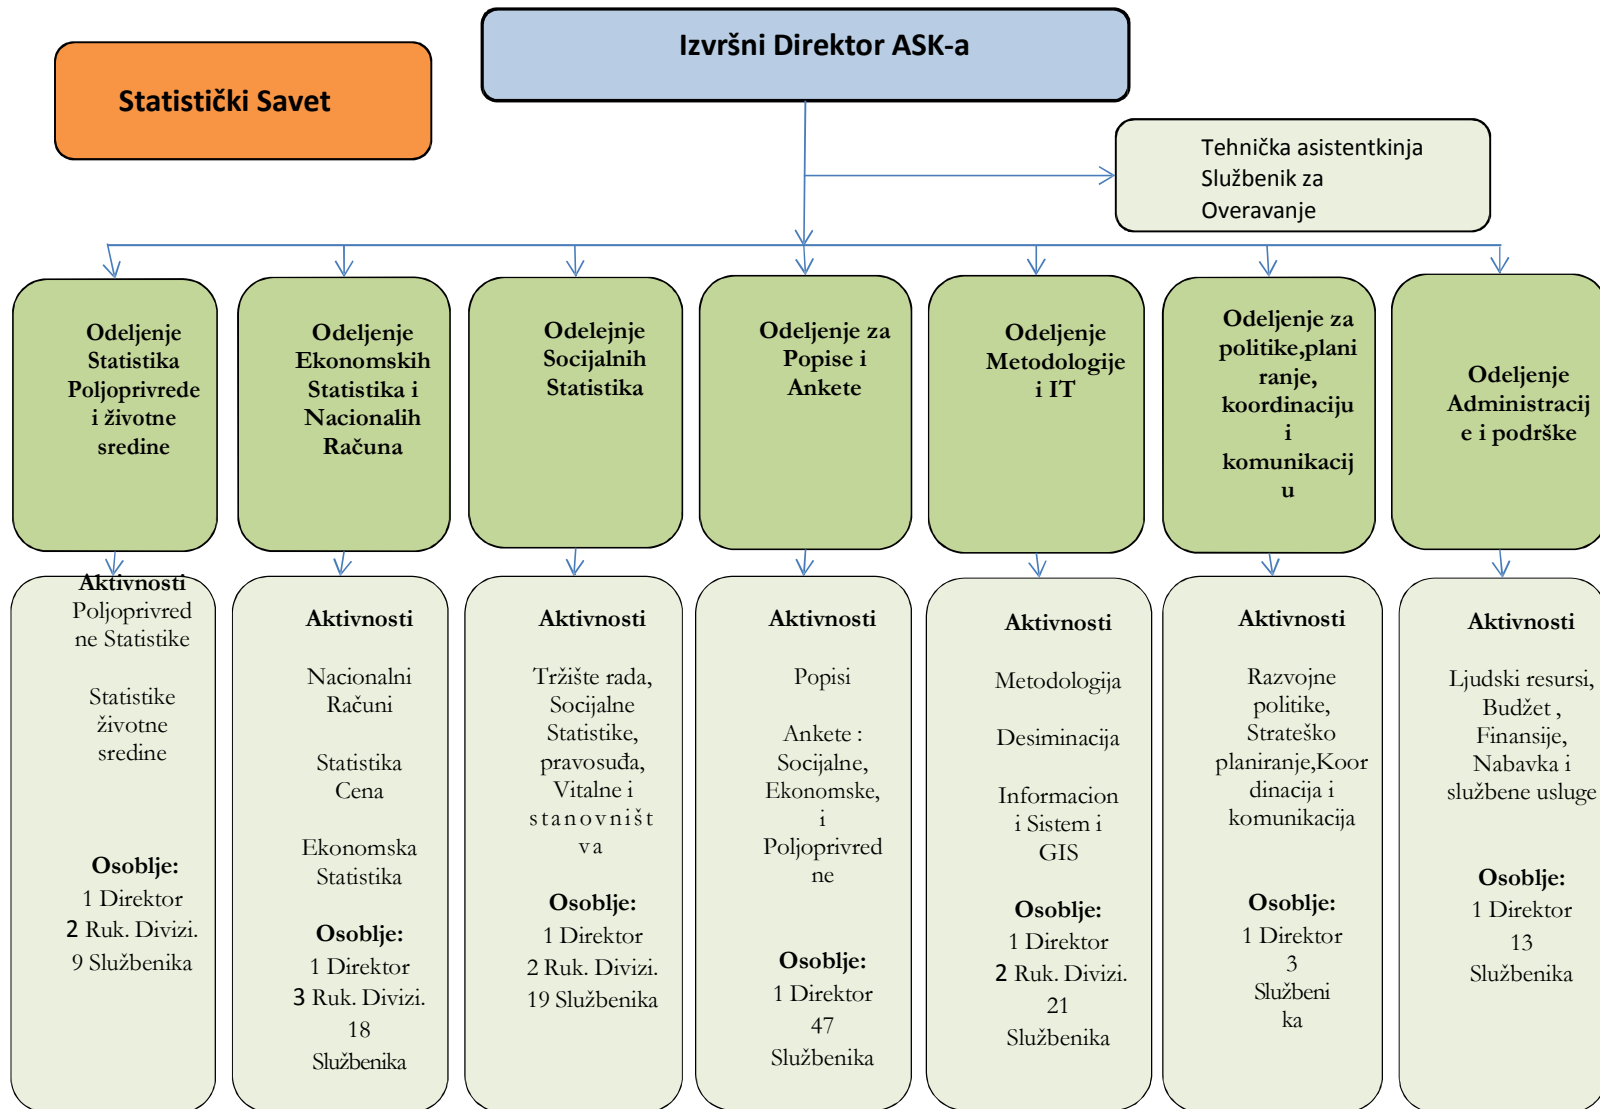 Izvršni Direktor ASK-a
Statistički Savet
Tehnička asistentkinja
Službenik za
Overavanje
Odeljenje
Statistika
Poljoprivrede
i životne
sredine
Odeljenje
Ekonomskih
Statistika i
Nacionalih
Računa
Odelejnje
Socijalnih
Statistika
Odeljenje za
Popise i
Ankete
Odeljenje
Metodologije
i IT
Odeljenje za
politike,plani
ranje,
koordinaciju
i
komunikacij
u
Odeljenje
Administracij
e i podrške
Aktivnosti
Poljoprivred
ne Statistike
Statistike
životne
sredine
Osoblje:
1 Direktor
2 Ruk. Divizi.
9 Službenika
Aktivnosti
Nacionalni
Računi
Statistika
Cena
Ekonomska
Statistika
Osoblje:
1 Direktor
3 Ruk. Divizi.
18
Službenika
Aktivnosti
Tržište rada,
Socijalne
Statistike,
pravosuđa,
Vitalne i
stanovništ
va
Osoblje:
1 Direktor
2 Ruk. Divizi.
19 Službenika
Aktivnosti
Popisi
Ankete :
Socijalne,
Ekonomske,
i
Poljoprivred
ne
Osoblje:
1 Direktor
47
Službenika
Aktivnosti
Metodologija
Desiminacija
Informacion
i Sistem i
GIS
Osoblje:
1 Direktor
2 Ruk. Divizi.
21
Službenika
Aktivnosti
Razvojne
politike,
Strateško
planiranje,Koor
dinacija i
komunikacija
Osoblje:
1 Direktor
3
Službeni
ka
Aktivnosti
Ljudski resursi,
Budžet ,
Finansije,
Nabavka i
službene usluge
Osoblje:
1 Direktor
13
Službenika